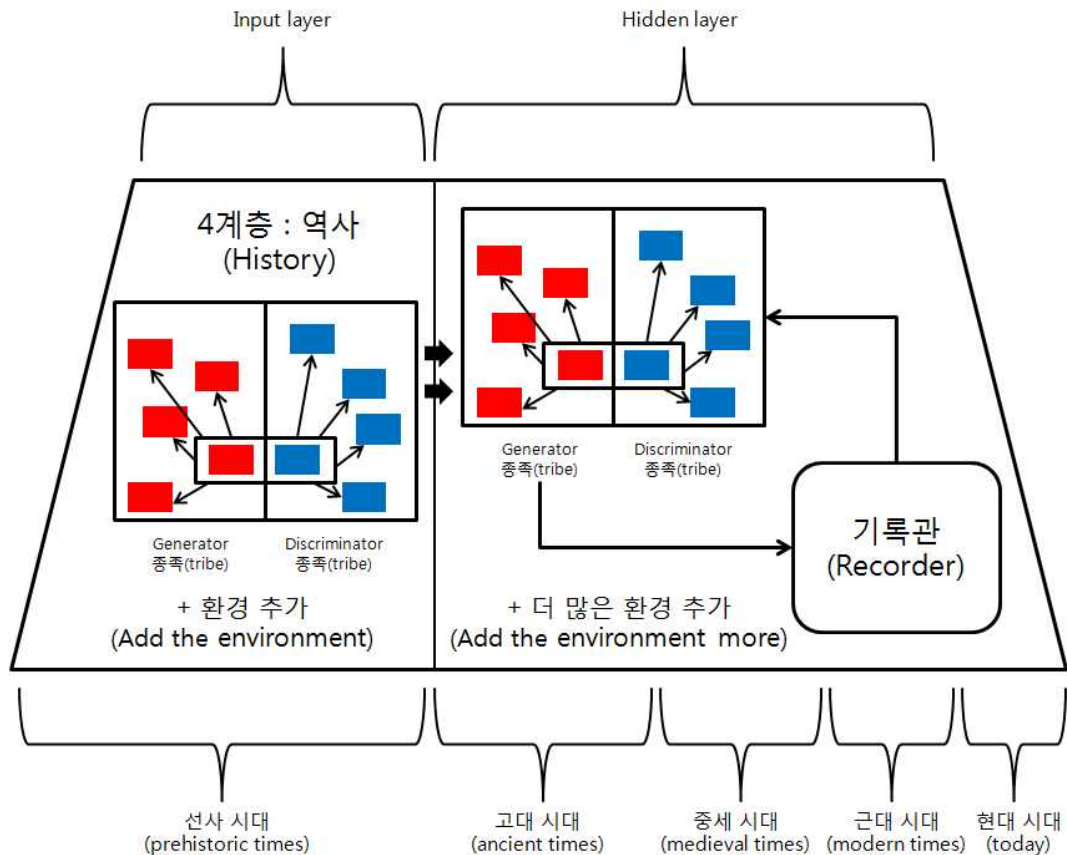 Input layer
Hidden layer
4계층 : 역사
(History)
Generator
종족(tribe)
Discriminator
종족(tribe)
+ 환경 추가
(Add the environment)
Generator
종족(tribe)
Discriminator
종족(tribe)
+ 더 많은 환경 추가
(Add the environment more)
기록관
(Recorder)
선사 시대
(prehistoric times)
고대 시대
(ancient times)
중세 시대
(medieval times)
근대 시대
(modern times)
현대 시대
(today)